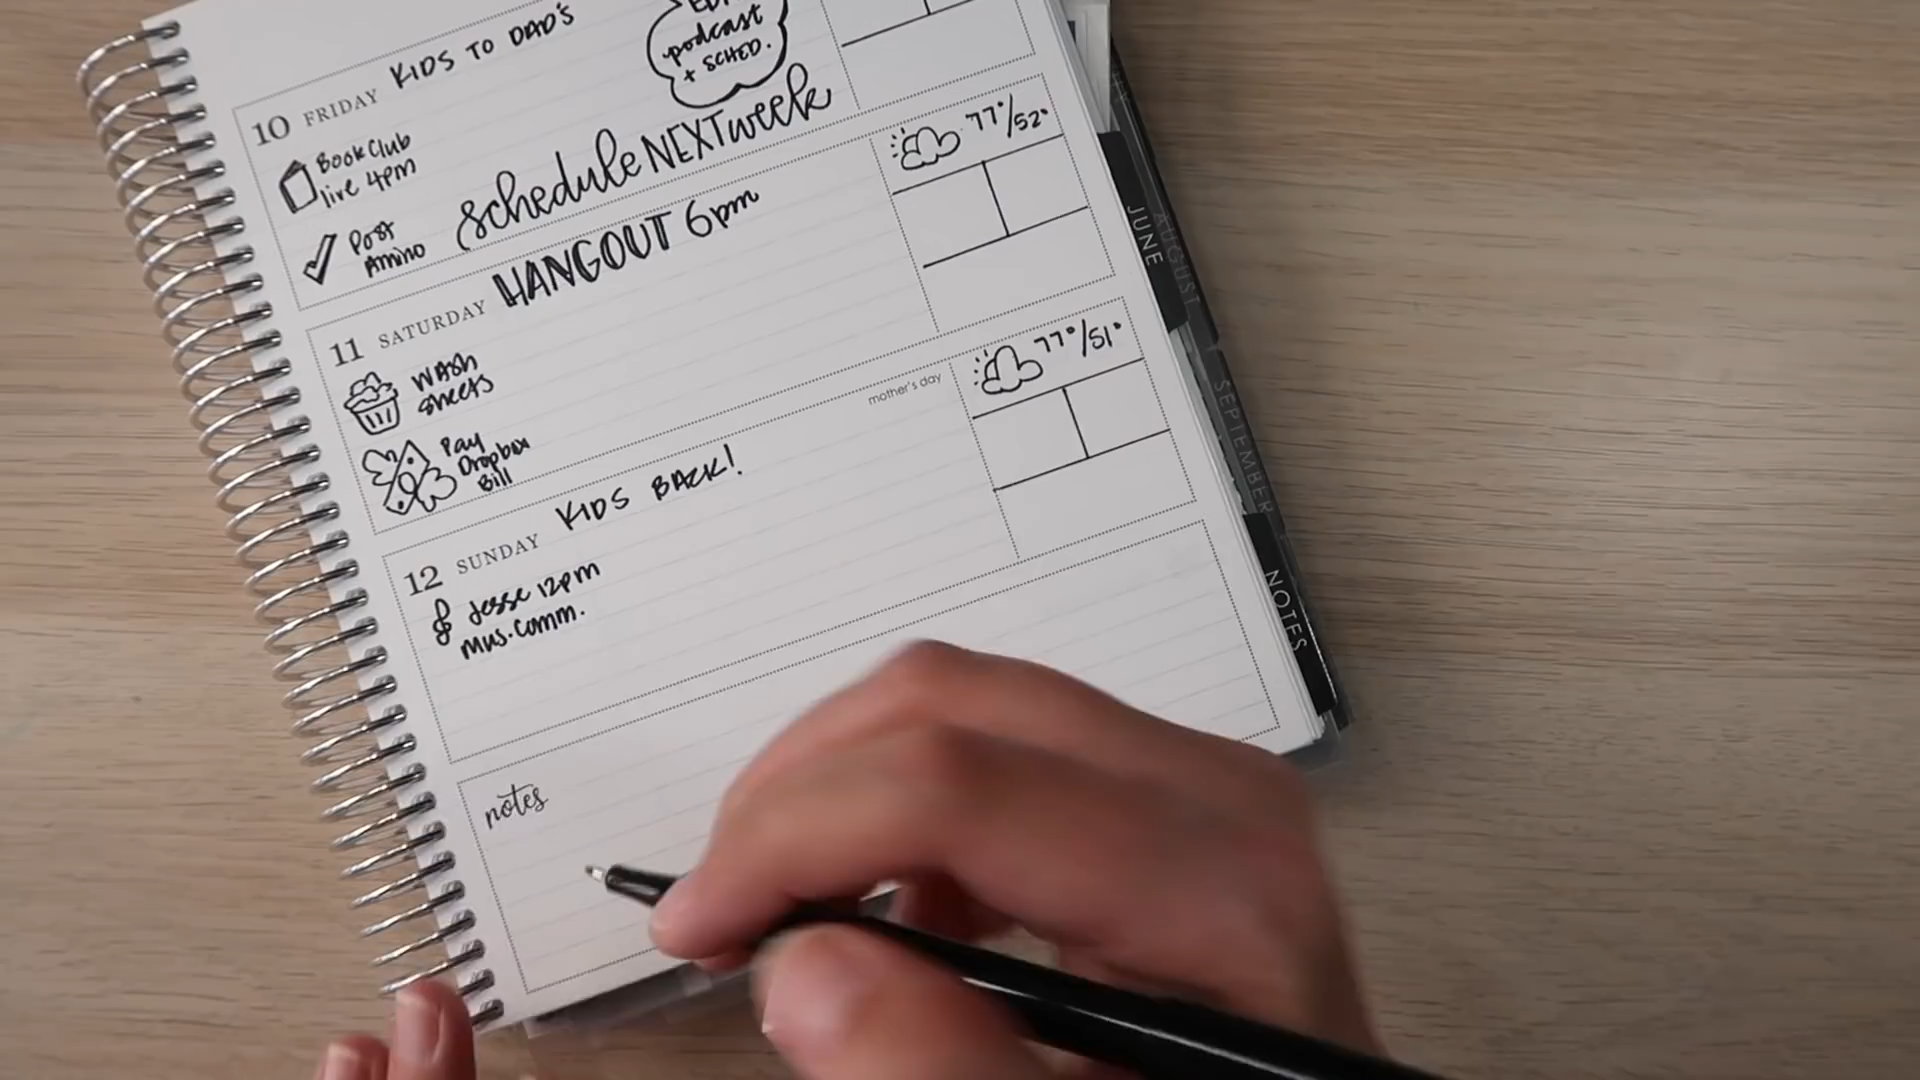 KIDS TO DAD'S
podcast
+ SCHED.
10 FRIDAY
Book Club
live 4pm
Post
Amino
schedule NEXT week
77°/52°
11 SATURDAY
HANGOUT 6pm
WASH
sheets
Pay
Dropbox
Bill
mother's day
77°/51°
12 SUNDAY
KIDS BACK!
Jesse 12pm
Mus. Comm.
notes
JUNE
AUGUST
SEPTEMBER
NOTES